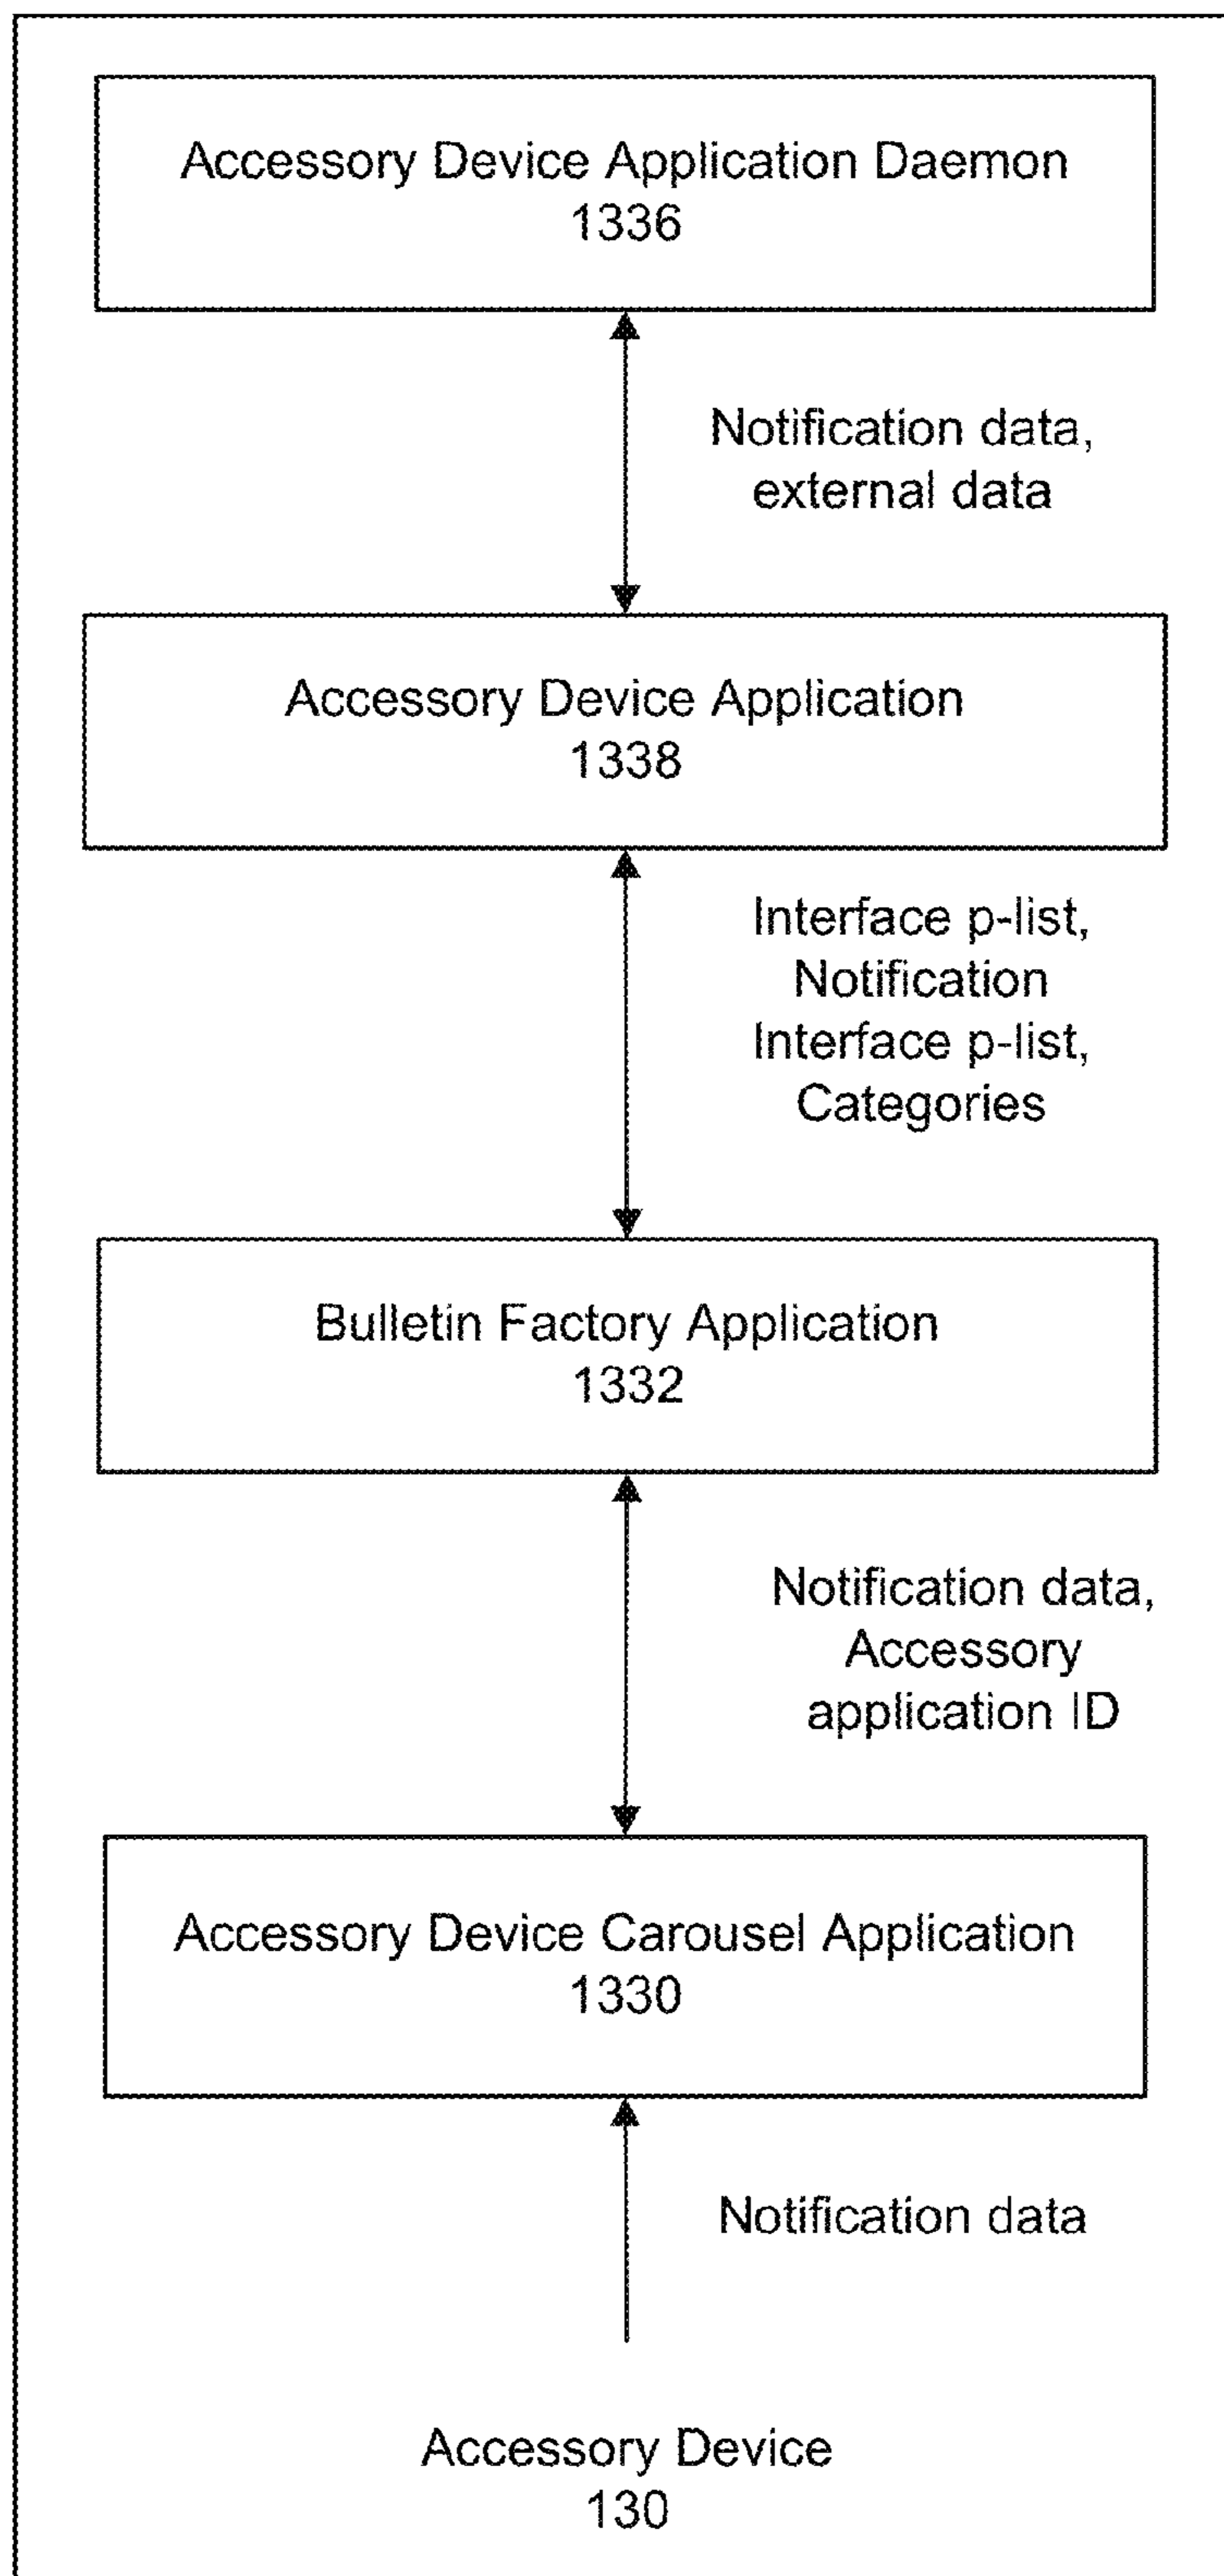 Accessory Device Application Daemon
1336
Notification data,
external data
Accessory Device Application
1338
Interface p-list,
Notification
Interface p-list,
Categories
Bulletin Factory Application
1332
Notification data,
Accessory
application ID
Accessory Device Carousel Application
1330
Notification data
Accessory Device
130